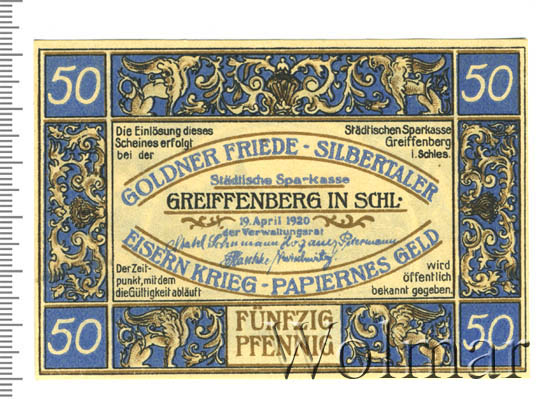 50
50
Die Einlösung dieses
Scheines erfolgt
bei der
Städtischen Sparkasse
Greiffenberg
i. Schles.
GOLDNER FRIEDE - SILBERTALER
Städtische Sparkasse
GREIFFENBERG IN SCHL.
19. April 1920
der Verwaltungsrat
EISERN KRIEG - PAPIERNES GELD
Der Zeit-
punkt, mit dem
die Gültigkeit abläuft
wird
öffentlich
bekannt gegeben.
50
FÜNFZIG
PFENNIG
50
Wolmar